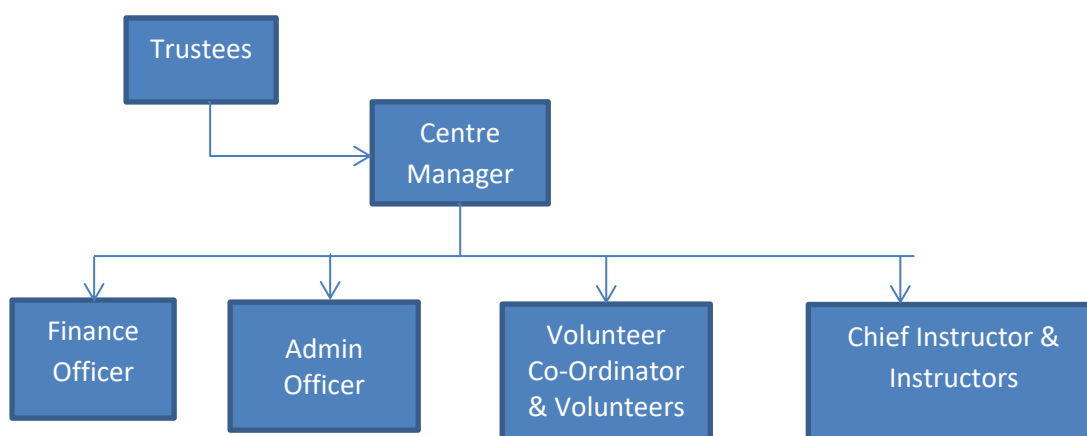 Trustees
Centre
Manager
Finance
Officer
Admin
Officer
Volunteer
Co-Ordinator
& Volunteers
Chief Instructor &
Instructors